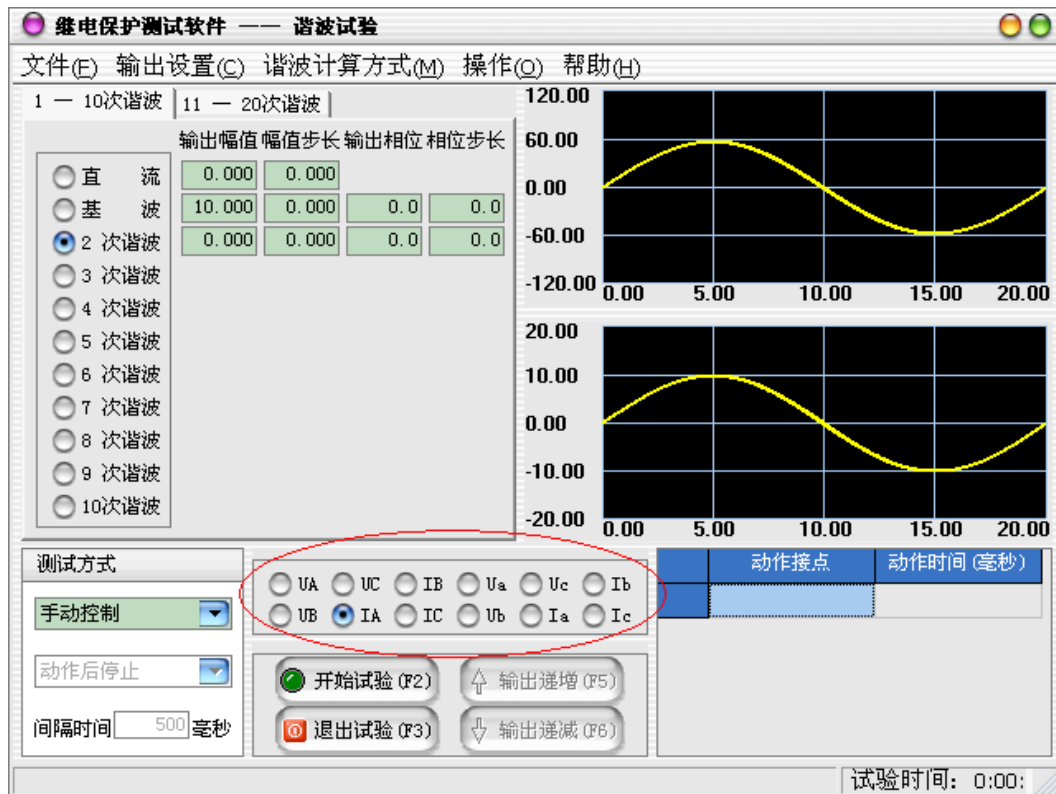 继电保护测试软件 —— 谐波试验
文件(F) 输出设置(C) 谐波计算方式(M) 操作(O) 帮助(H)
1 — 10次谐波 11 — 20次谐波
输出幅值 幅值步长 输出相位 相位步长
直 流 0.000 0.000
基 波 10.000 0.000 0.0 0.0
2 次谐波 0.000 0.000 0.0 0.0
3 次谐波
4 次谐波
5 次谐波
6 次谐波
7 次谐波
8 次谐波
9 次谐波
10次谐波
120.00
60.00
0.00
-60.00
-120.00
0.00 5.00 10.00 15.00 20.00
20.00
10.00
0.00
-10.00
-20.00
0.00 5.00 10.00 15.00 20.00
测试方式
手动控制
动作后停止
间隔时间 500 毫秒
UA UC IB Ua Uc Ib
UB IA IC Ub Ia Ic
开始试验(F2) 输出递增(F5)
退出试验(F3) 输出递减(F6)
动作接点 动作时间(毫秒)
试验时间: 0:00: